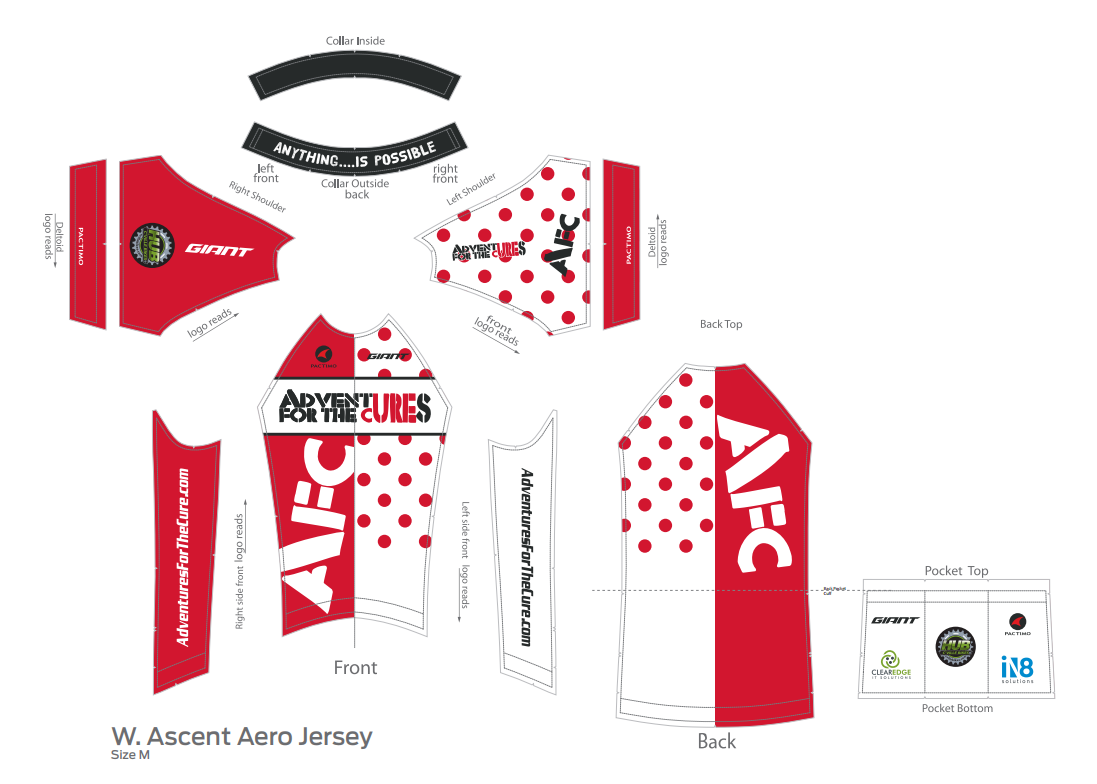 Collar Inside
ANYTHING....IS POSSIBLE
left
front
Collar Outside
back
right
front
Right Shoulder
Left Shoulder
Deltoid
logo reads
PACTIMO
HUB
GIANT
logo reads
ADVENTURES
FOR THE CURES
AFC
front
logo reads
PACTIMO
Deltoid
logo reads
Back Top
PACTIMO
GIANT
ADVENTURES
FOR THE CURES
AFC
AdventuresForTheCure.com
Right side front logo reads
Left side front logo reads
AdventuresForTheCure.com
Front
AFC
Back
Back Pocket
Pocket Top
GIANT
HUB
PACTIMO
CLEAREDGE
IT SOLUTIONS
iN8
solutions
Pocket Bottom
W. Ascent Aero Jersey
Size M